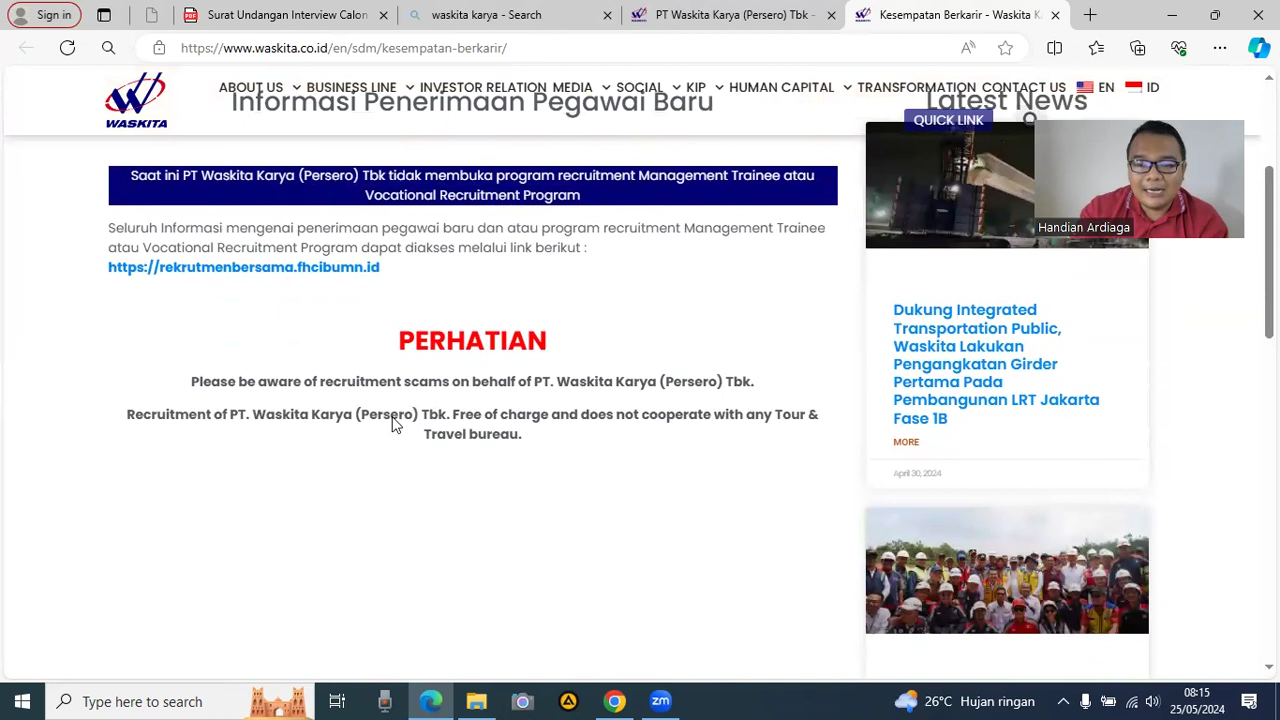 Sign in
Surat Undangan Interview Calon
waskita - Search
PT Waskita Karya (Persero) Tbk -
Kesempatan Berkarir - Waskita K
https://www.waskita.co.id/en/sdm/kesempatan-berkarir/
WASKITA
ABOUT US BUSINESS LINE INVESTOR RELATION MEDIA SOCIAL KIP HUMAN CAPITAL TRANSFORMATION CONTACT US EN ID
QUICK LINK
Informasi Penerimaan Pegawai Baru
Saat ini PT Waskita Karya (Persero) Tbk tidak membuka program recruitment Management Trainee atau
Vocational Recruitment Program
Seluruh Informasi mengenai penerimaan pegawai baru dan atau program recruitment Management Trainee
atau Vocational Recruitment Program dapat diakses melalui link berikut :
https://rekrutmenbersama.fhcibumn.id
PERHATIAN
Please be aware of recruitment scams on behalf of PT. Waskita Karya (Persero) Tbk.
Recruitment of PT. Waskita Karya (Persero) Tbk. Free of charge and does not cooperate with any Tour &
Travel bureau.
Latest News
Handian Ardiaga
Dukung Integrated
Transportation Public,
Waskita Lakukan
Pengangkatan Girder
Pertama Pada
Pembangunan LRT Jakarta
Fase 1B
MORE
April 30, 2024
Type here to search
zm
26°C Hujan ringan
08:15
25/05/2024